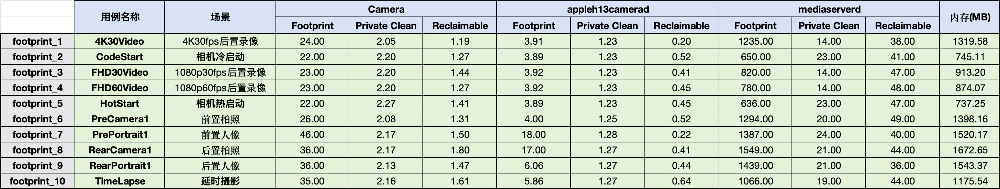 用例名称 场景 Camera appleh13camerad mediaserverd 内存(MB)
Footprint Private Clean Reclaimable Footprint Private Clean Reclaimable Footprint Private Clean Reclaimable
footprint_1 4K30Video 4K30fps后置录像 24.00 2.05 1.19 3.91 1.23 0.20 1235.00 14.00 38.00 1319.58
footprint_2 CodeStart 相机冷启动 22.00 2.20 1.27 3.89 1.23 0.52 650.00 23.00 41.00 745.11
footprint_3 FHD30Video 1080p30fps后置录像 23.00 2.20 1.44 3.92 1.23 0.41 820.00 14.00 47.00 913.20
footprint_4 FHD60Video 1080p60fps后置录像 23.00 2.20 1.27 3.92 1.23 0.45 780.00 14.00 48.00 874.07
footprint_5 HotStart 相机热启动 22.00 2.27 1.41 3.89 1.23 0.45 636.00 23.00 47.00 737.25
footprint_6 PreCamera1 前置拍照 26.00 2.08 1.31 4.00 1.25 0.52 1294.00 20.00 49.00 1398.16
footprint_7 PrePortrait1 前置人像 46.00 2.17 1.50 18.00 1.28 0.22 1387.00 24.00 40.00 1520.17
footprint_8 RearCamera1 后置拍照 36.00 2.17 1.80 17.00 1.27 0.41 1549.00 21.00 44.00 1672.65
footprint_9 RearPortrait1 后置人像 36.00 2.13 1.47 6.06 1.27 0.44 1439.00 21.00 36.00 1543.37
footprint_10 TimeLapse 延时摄影 35.00 2.16 1.61 5.86 1.27 0.64 1066.00 19.00 44.00 1175.54